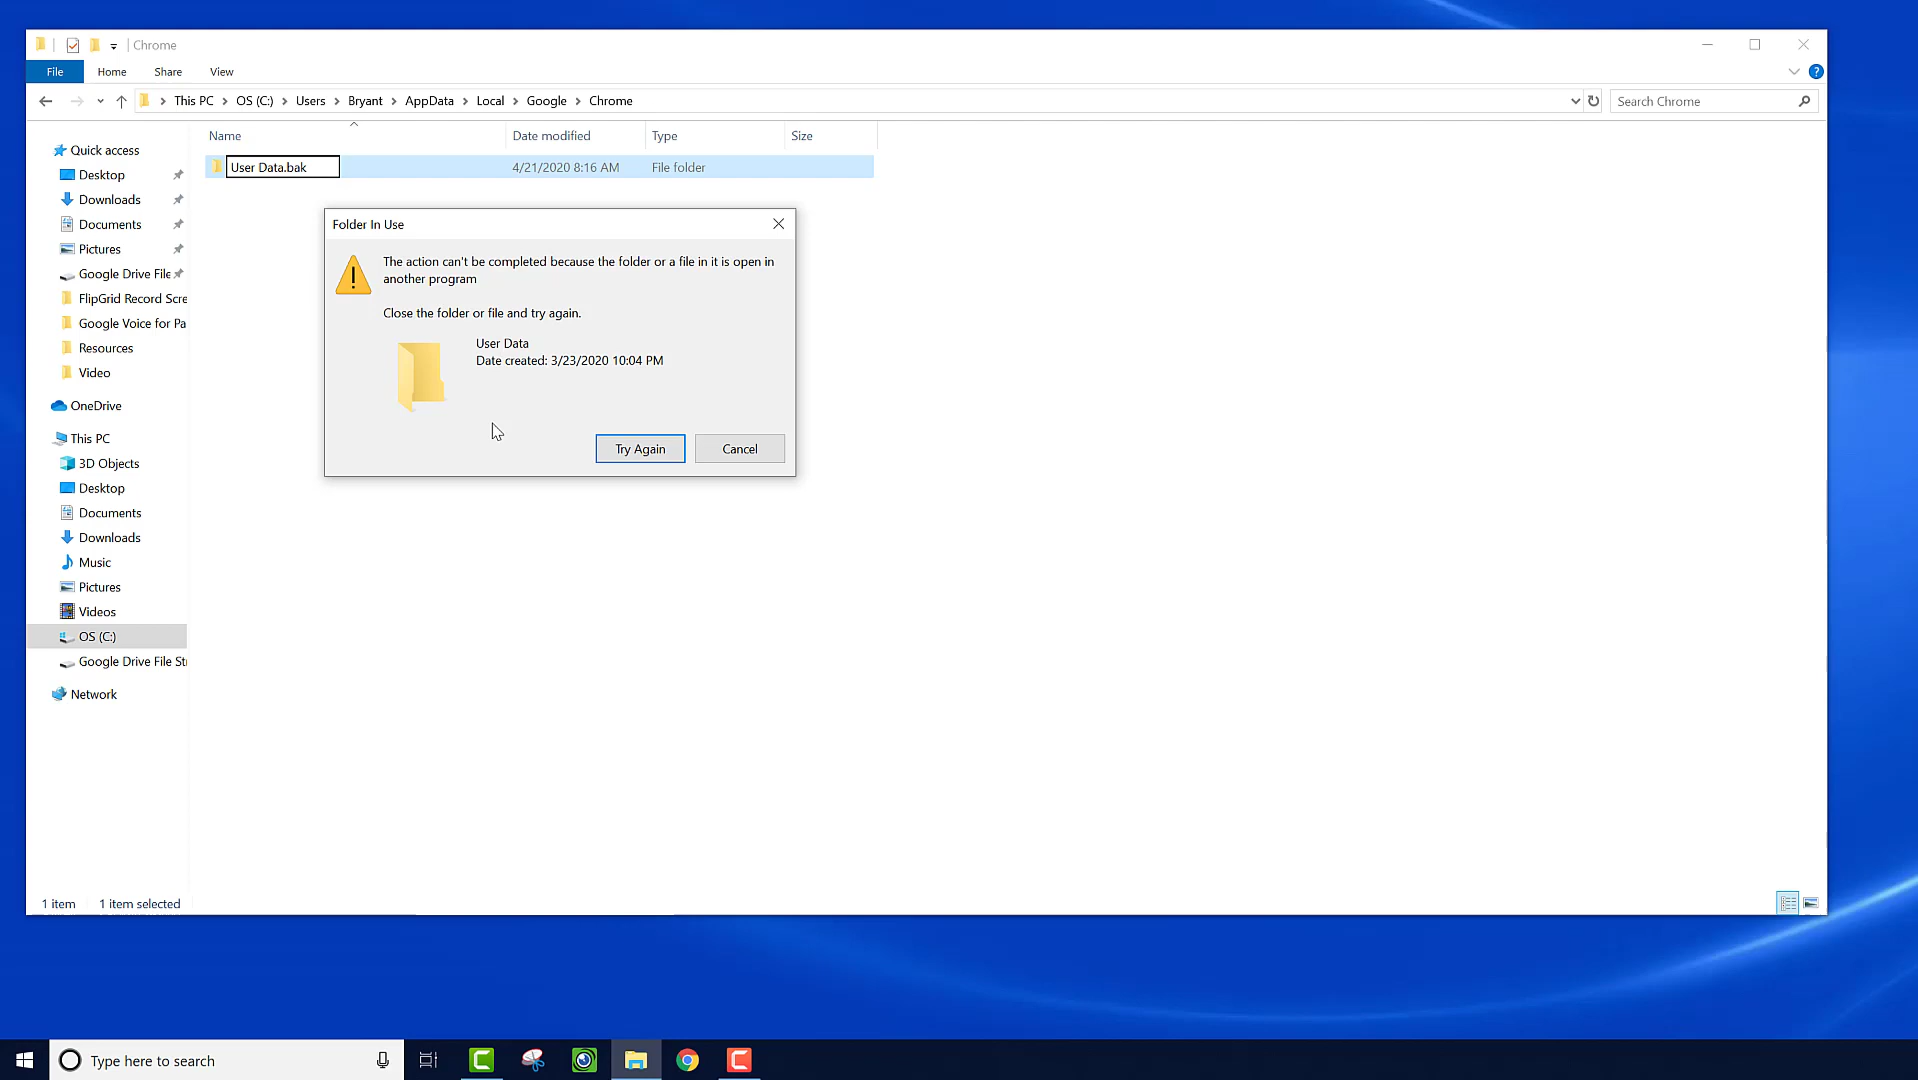 Chrome
File Home Share View
This PC OS (C:) Users Bryant AppData Local Google Chrome
Search Chrome
Name Date modified Type Size
User Data.bak 4/21/2020 8:16 AM File folder
Quick access
Desktop
Downloads
Documents
Pictures
Google Drive File
FlipGrid Record Scre
Google Voice for Pa
Resources
Video
OneDrive
This PC
3D Objects
Desktop
Documents
Downloads
Music
Pictures
Videos
OS (C:)
Google Drive File Str
Network
Folder In Use
The action can't be completed because the folder or a file in it is open in
another program
Close the folder or file and try again.
User Data
Date created: 3/23/2020 10:04 PM
Try Again Cancel
1 item 1 item selected
Type here to search